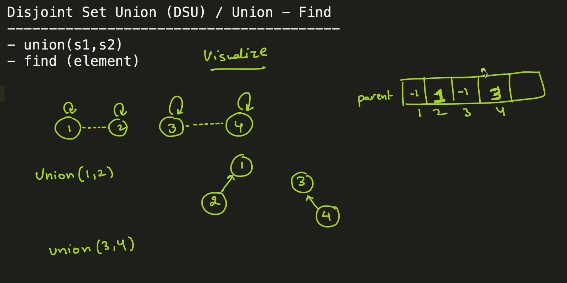 Disjoint Set Union (DSU) / Union - Find
----------------------------------------
- union(s1,s2)
- find (element)
Visualize
parent -1 1 -1 3
1 2 3 4
1 2 3 4
Union(1,2)
1
2
3
4
union(3,4)